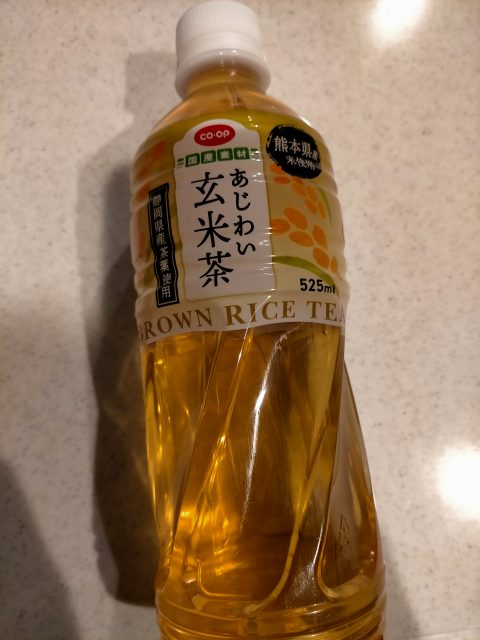 CO·OP
国産素材
熊本県産
米使用
あじわい
玄米茶
静岡県産茶葉使用
525ml
BROWN RICE TEA